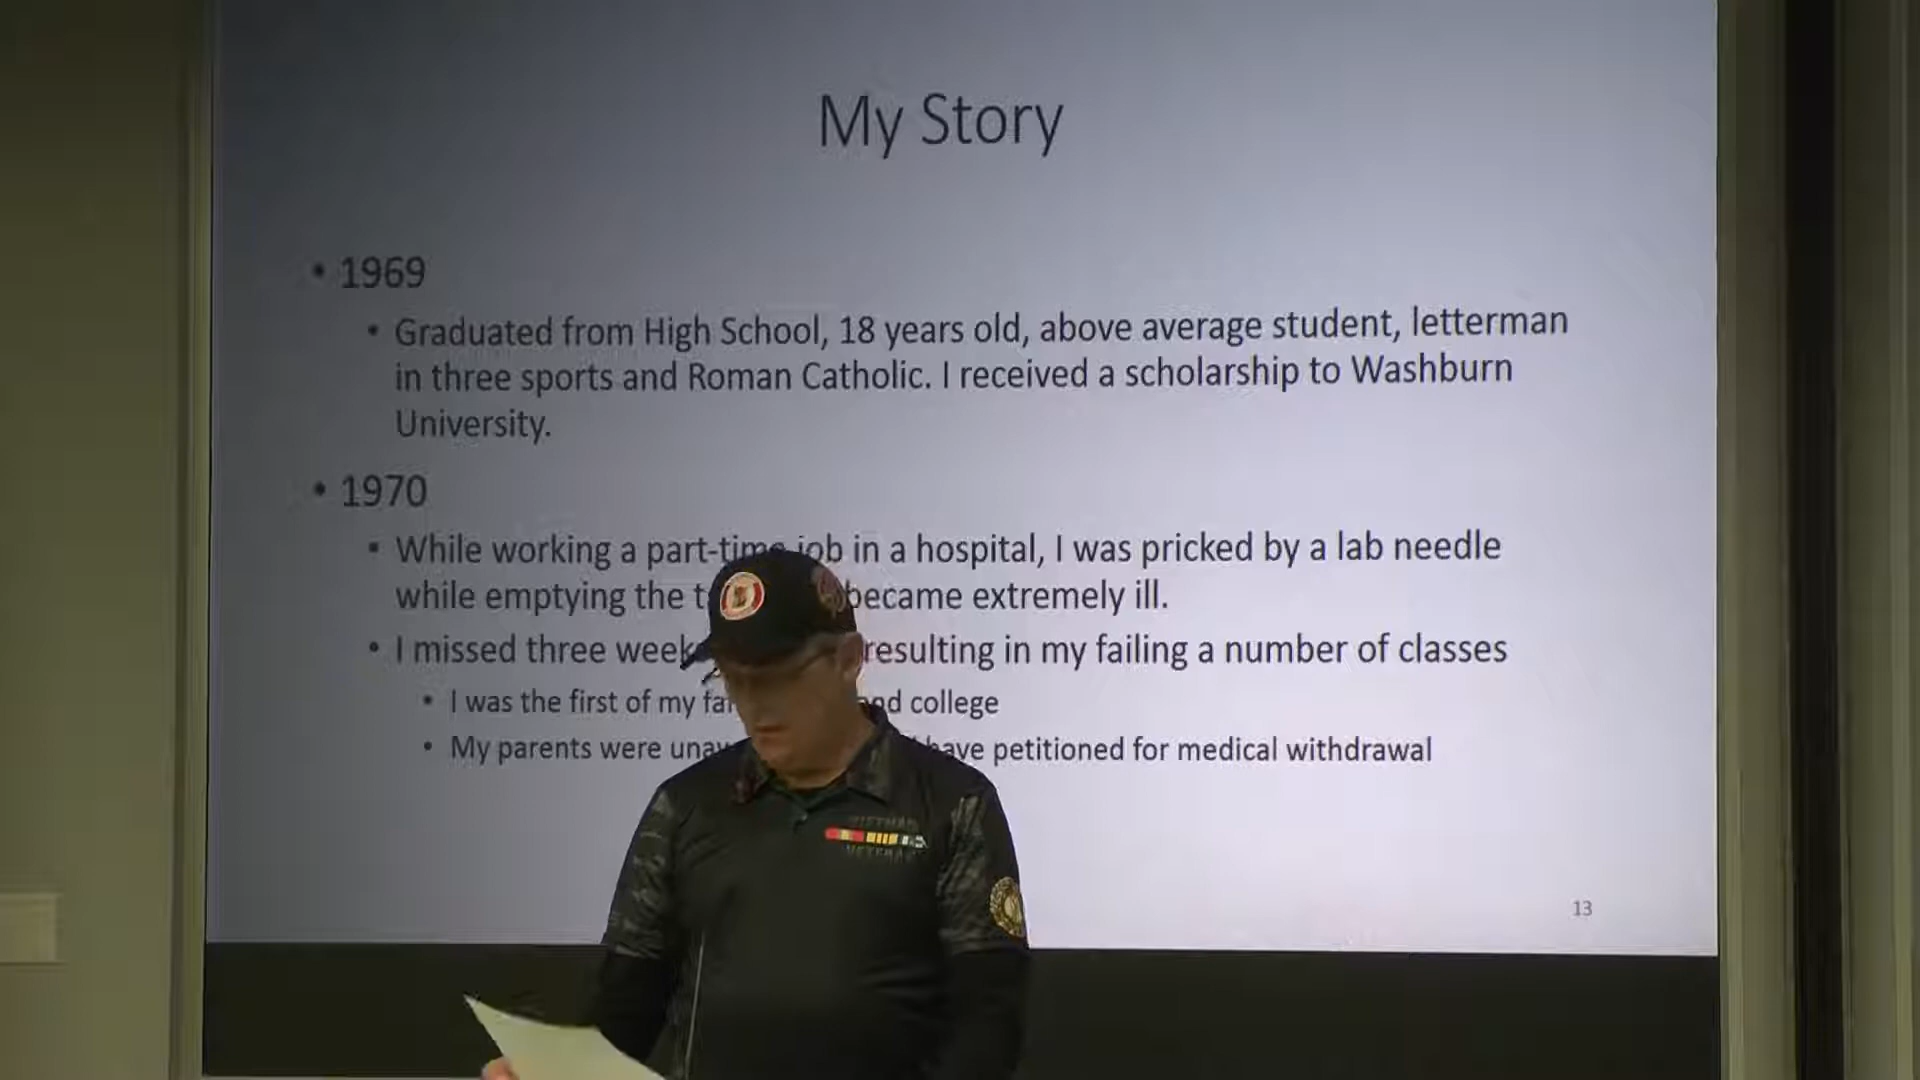 My Story
• 1969
• Graduated from High School, 18 years old, above average student, letterman
in three sports and Roman Catholic. I received a scholarship to Washburn
University.
• 1970
• While working a part-time job in a hospital, I was pricked by a lab needle
while emptying the became extremely ill.
• I missed three resulting in my failing a number of classes
• I was the first of my college
• My parents were have petitioned for medical withdrawal
VIETNAM
VETERAN
13